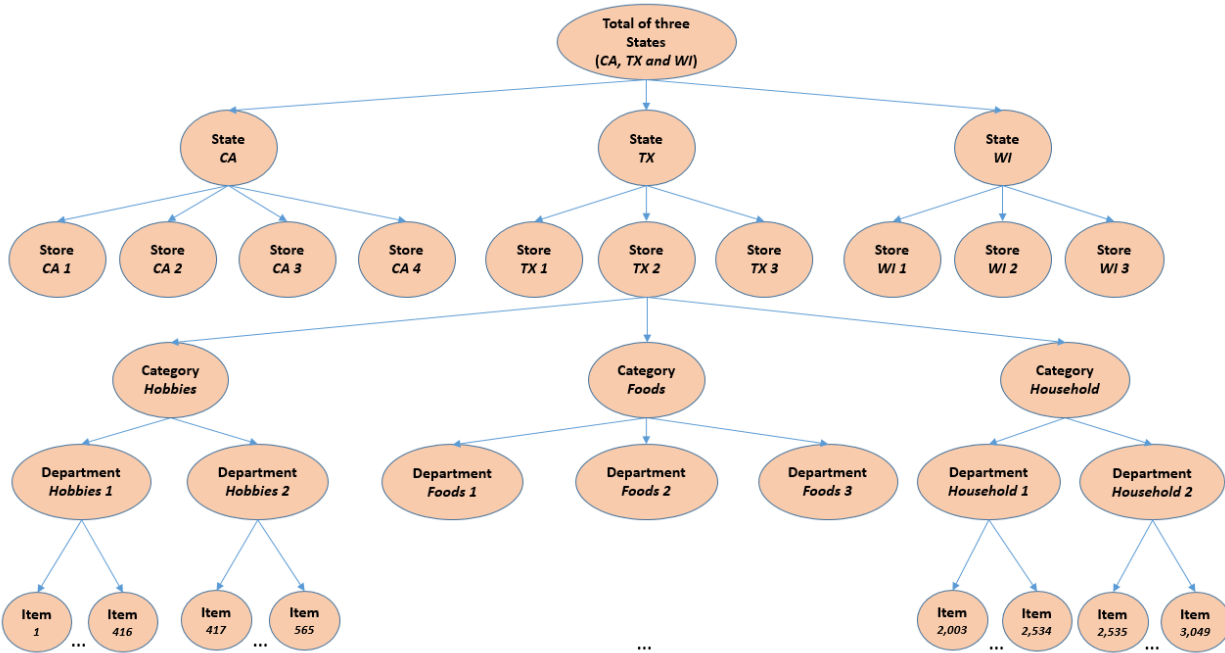 Total of three
States
(CA, TX and WI)
State
CA
State
TX
State
WI
Store
CA 1
Store
CA 2
Store
CA 3
Store
CA 4
Store
TX 1
Store
TX 2
Store
TX 3
Store
WI 1
Store
WI 2
Store
WI 3
Category
Hobbies
Category
Foods
Category
Household
Department
Hobbies 1
Department
Hobbies 2
Department
Foods 1
Department
Foods 2
Department
Foods 3
Department
Household 1
Department
Household 2
Item
1
...
Item
416
Item
417
...
Item
565
...
Item
2,003
...
Item
2,534
Item
2,535
...
Item
3,049